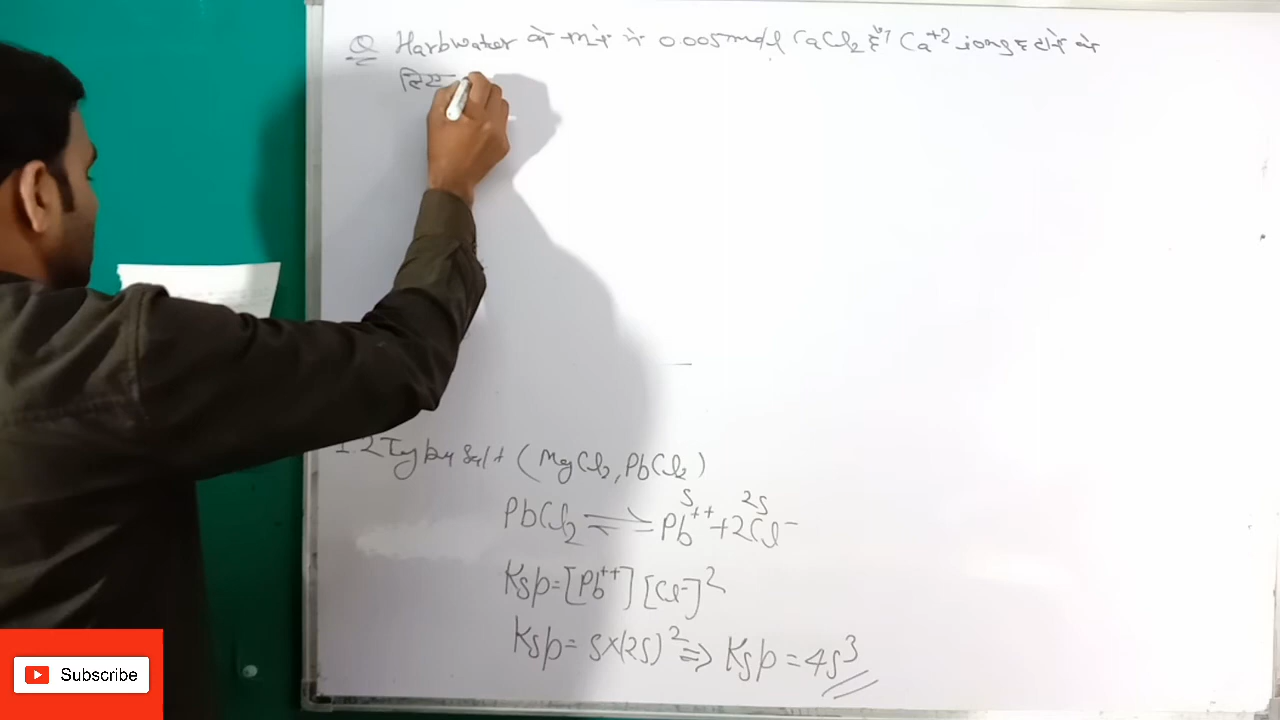 Q Hardwater के 0.005 mol CaCl2 Ca+2 ions हटाने के
लिए
1.2 Type Salt (MgCl2, PbCl2)
S 2S
PbCl2 ⇌ Pb++ + 2Cl-
Ksp=[Pb++][Cl-]2
Ksp= S×(2S)2 ⇒ Ksp = 4S3
Subscribe